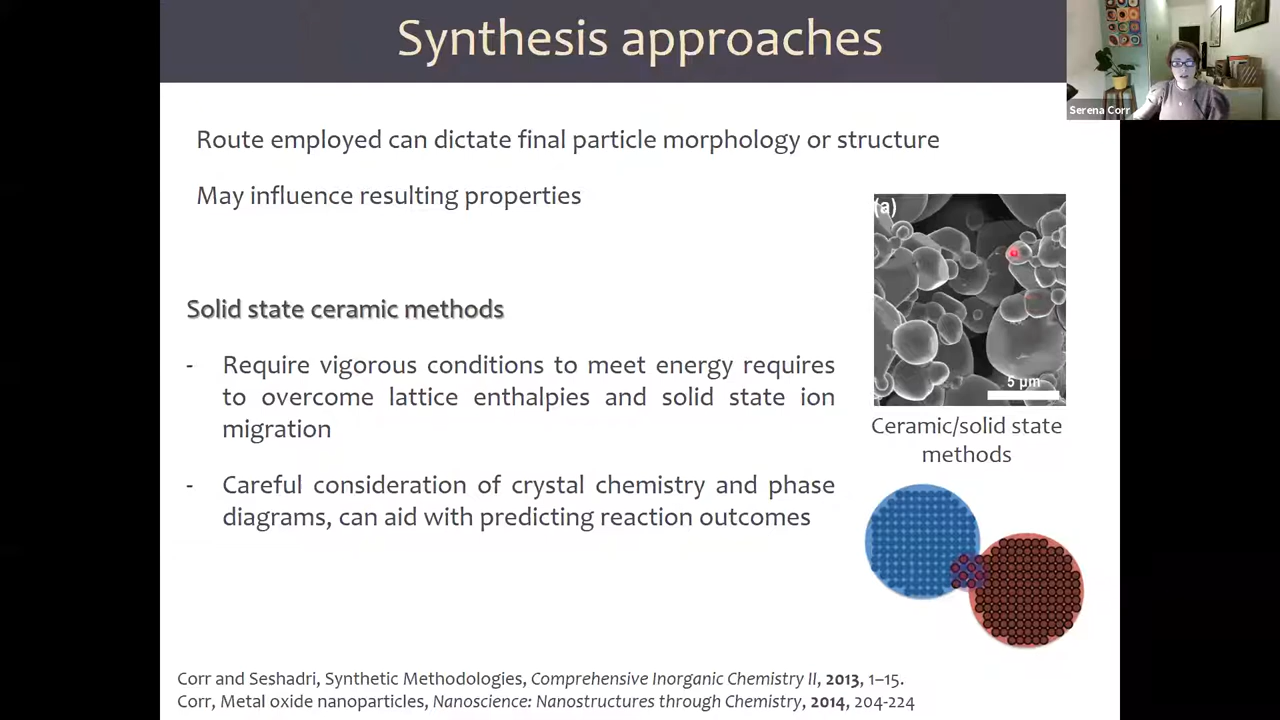 Synthesis approaches
Serena Corr
Route employed can dictate final particle morphology or structure
May influence resulting properties
(a)
5 µm
Ceramic/solid state
methods
Solid state ceramic methods
- Require vigorous conditions to meet energy requires
to overcome lattice enthalpies and solid state ion
migration
- Careful consideration of crystal chemistry and phase
diagrams, can aid with predicting reaction outcomes
Corr and Seshadri, Synthetic Methodologies, Comprehensive Inorganic Chemistry II, 2013, 1–15.
Corr, Metal oxide nanoparticles, Nanoscience: Nanostructures through Chemistry, 2014, 204-224